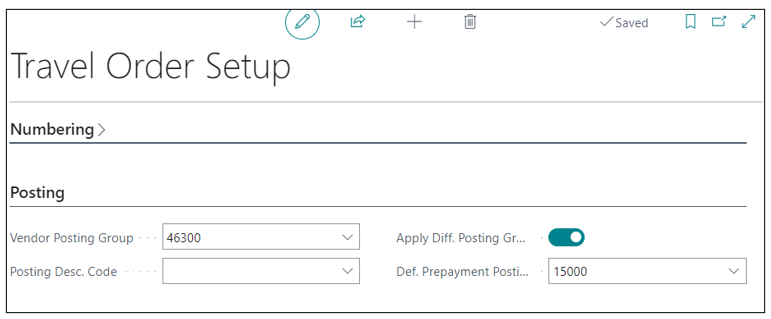 Saved
Travel Order Setup
Numbering
Posting
Vendor Posting Group 46300 Apply Diff. Posting Gr...
Posting Desc. Code Def. Prepayment Posti... 15000